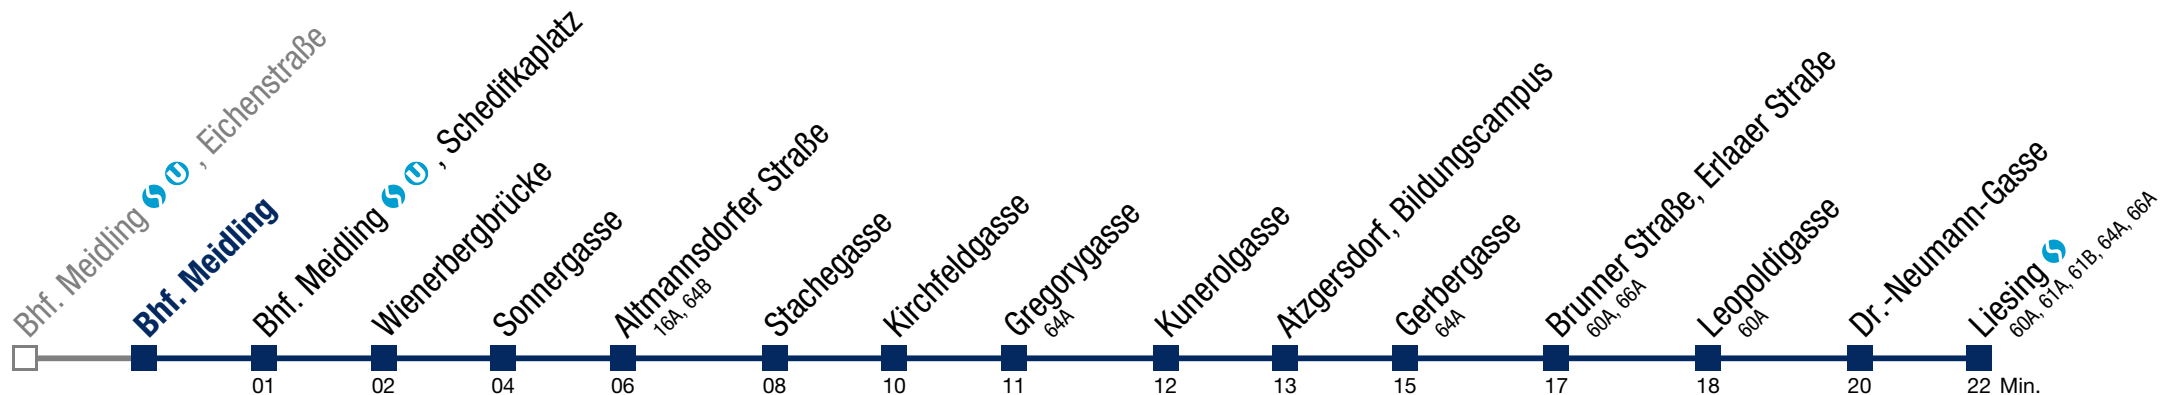 Bhf. Meidling S U , Eichenstraße
Bhf. Meidling
Bhf. Meidling S U , Schedifkaplatz
Wienerbergbrücke
Sonnergasse
Altmannsdorfer Straße
16A, 64B
Stachegasse
Kirchfeldgasse
Gregorygasse
64A
Kunerolgasse
Atzgersdorf, Bildungscampus
Gerbergasse
64A
Brunner Straße, Erlaaer Straße
60A, 66A
Leopoldigasse
60A
Dr.-Neumann-Gasse
Liesing S
60A, 61A, 61B, 64A, 66A
01 02 04 06 08 10 11 12 13 15 17 18 20 22 Min.